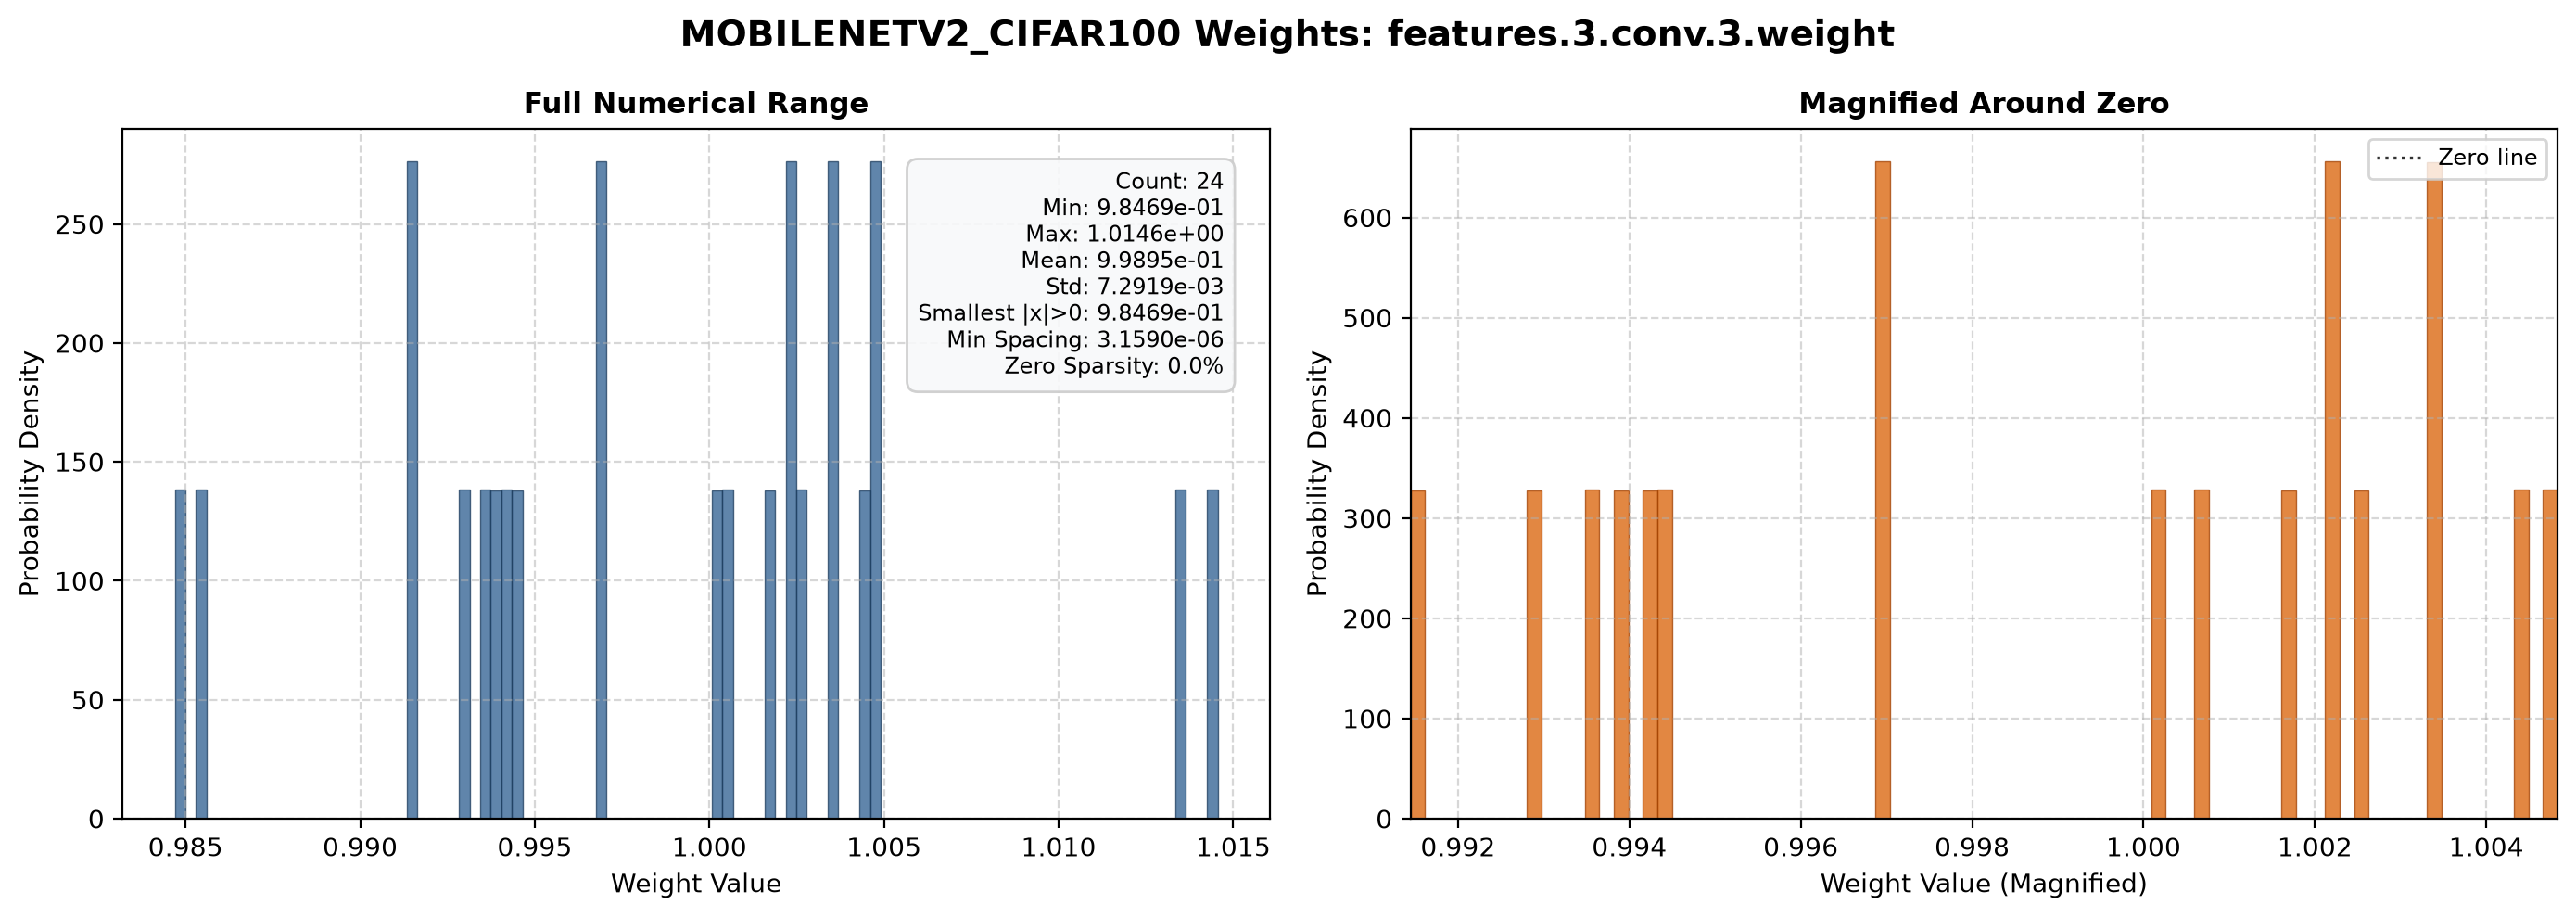 MOBILENETV2_CIFAR100 Weights: features.3.conv.3.weight
Full Numerical Range
Probability Density
250
200
150
100
50
0
Count: 24
Min: 9.8469e-01
Max: 1.0146e+00
Mean: 9.9895e-01
Std: 7.2919e-03
Smallest |x|>0: 9.8469e-01
Min Spacing: 3.1590e-06
Zero Sparsity: 0.0%
0.985 0.990 0.995 1.000 1.005 1.010 1.015
Weight Value
Magnified Around Zero
Probability Density
600
500
400
300
200
100
0
Zero line
0.992 0.994 0.996 0.998 1.000 1.002 1.004
Weight Value (Magnified)